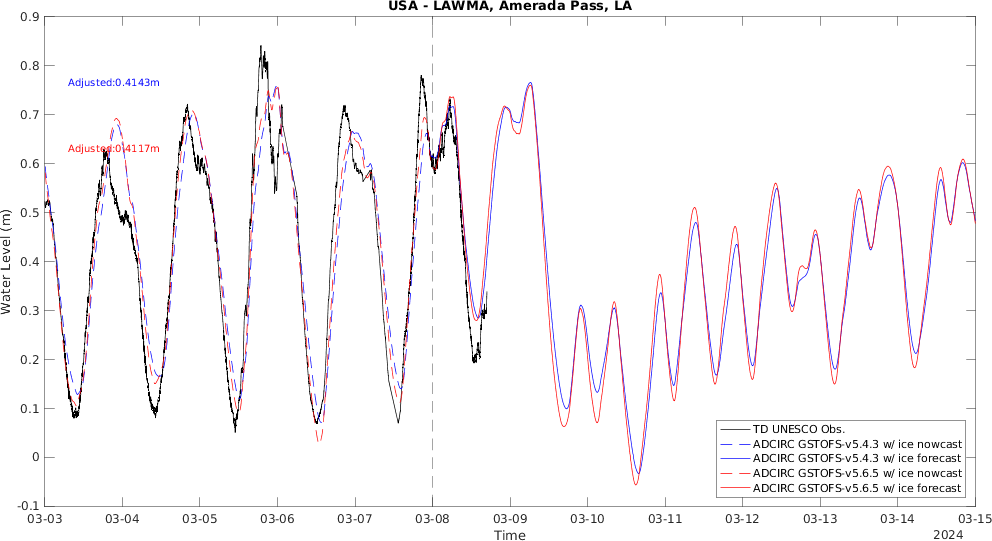 USA - LAWMA, Amerada Pass, LA
0.9
0.8
0.7
0.6
0.5
0.4
0.3
0.2
0.1
0
-0.1
Water Level (m)
Adjusted:0.4143m
Adjusted:0.4117m
TD UNESCO Obs.
ADCIRC GSTOFS-v5.4.3 w/ ice nowcast
ADCIRC GSTOFS-v5.4.3 w/ ice forecast
ADCIRC GSTOFS-v5.6.5 w/ ice nowcast
ADCIRC GSTOFS-v5.6.5 w/ ice forecast
03-03 03-04 03-05 03-06 03-07 03-08 03-09 03-10 03-11 03-12 03-13 03-14 03-15
Time
2024